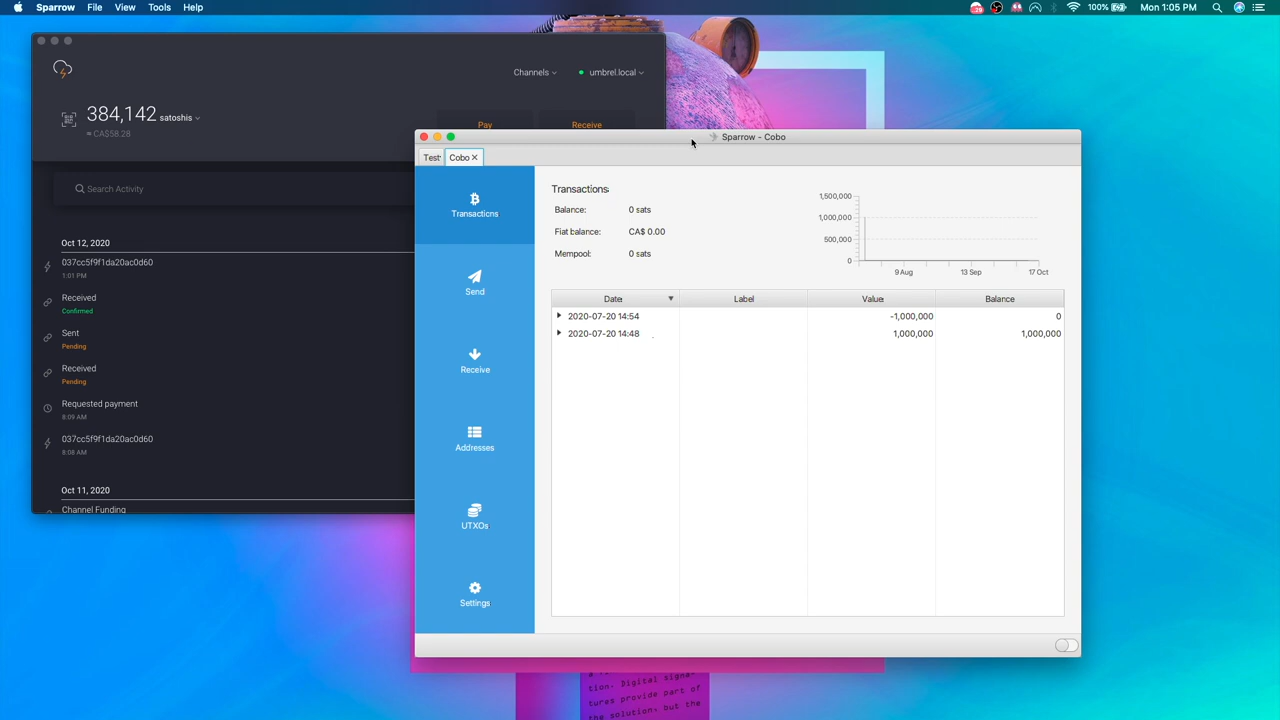 Sparrow File View Tools Help
26
100% Mon 1:05 PM
Channels umbrel.local
384,142 satoshis
≈ CA$58.28
Pay Receive
Search Activity
Oct 12, 2020
037cc5f9f1da20ac0d60
1:01 PM
Received
Confirmed
Sent
Pending
Received
Pending
Requested payment
8:09 AM
037cc5f9f1da20ac0d60
8:08 AM
Oct 11, 2020
Channel Funding
Sparrow - Cobo
Test Cobo
Transactions
Send
Receive
Addresses
UTXOs
Settings
Transactions
Balance: 0 sats
Fiat balance: CA$ 0.00
Mempool: 0 sats
1,500,000
1,000,000
500,000
0
9 Aug 13 Sep 17 Oct
Date Label Value Balance
2020-07-20 14:54 -1,000,000 0
2020-07-20 14:48 1,000,000 1,000,000
tion. Digital signa-
tures provide part of
the solution, but the